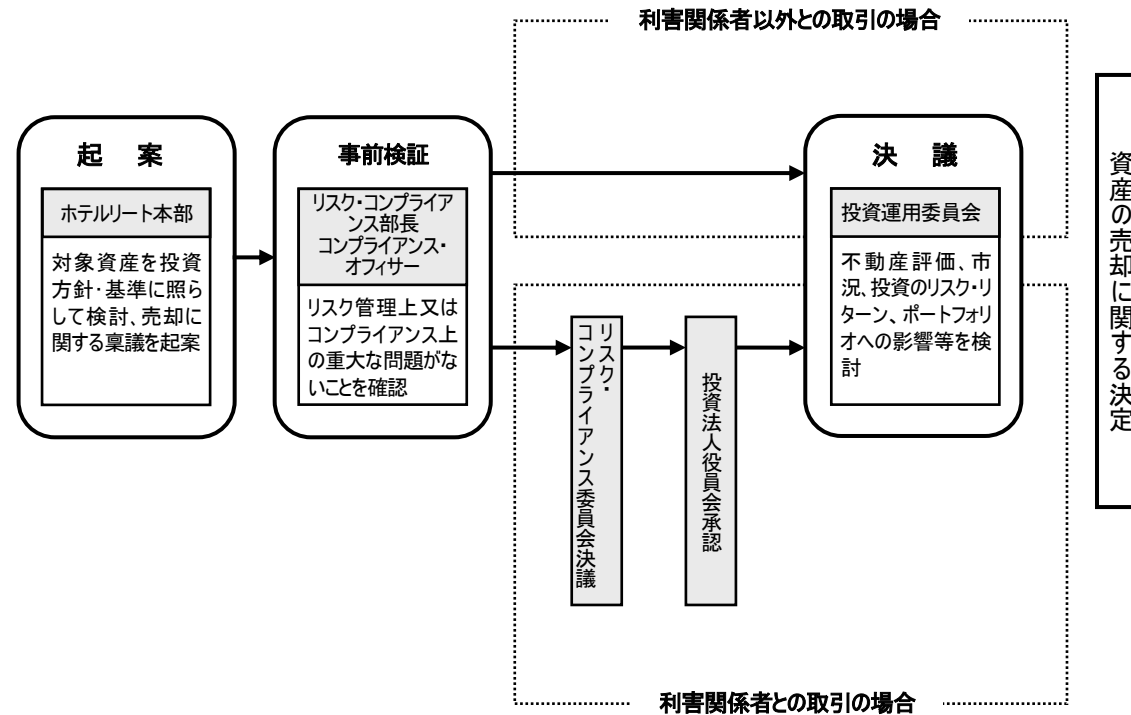 利害関係者以外との取引の場合
起　案
ホテルリート本部
対象資産を投資
方針・基準に照ら
して検討、売却に
関する稟議を起案
事前検証
リスク・コンプライア
ンス部長
コンプライアンス・
オフィサー
リスク管理上又は
コンプライアンス上
の重大な問題がな
いことを確認
リスク・
コンプライアンス委員会決議
投資法人役員会承認
決　議
投資運用委員会
不動産評価、市
況、投資のリスク・リ
ターン、ポートフォリ
オへの影響等を検
討
資産の売却に関する決定
利害関係者との取引の場合